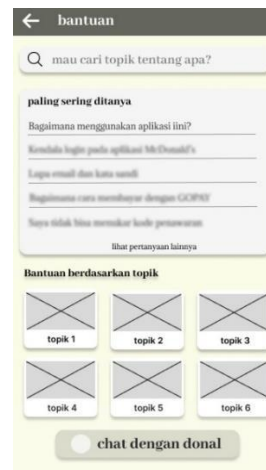 bantuan
mau cari topik tentang apa?
paling sering ditanya
Bagaimana menggunakan aplikasi iini?
Kendala login pada aplikasi McDonald's
Lupa email dan kata sandi
Bagaimana cara membayar dengan GOPAY
Saya tidak bisa menukar kode penawaran
lihat pertanyaan lainnya
Bantuan berdasarkan topik
topik 1 topik 2 topik 3
topik 4 topik 5 topik 6
chat dengan donal